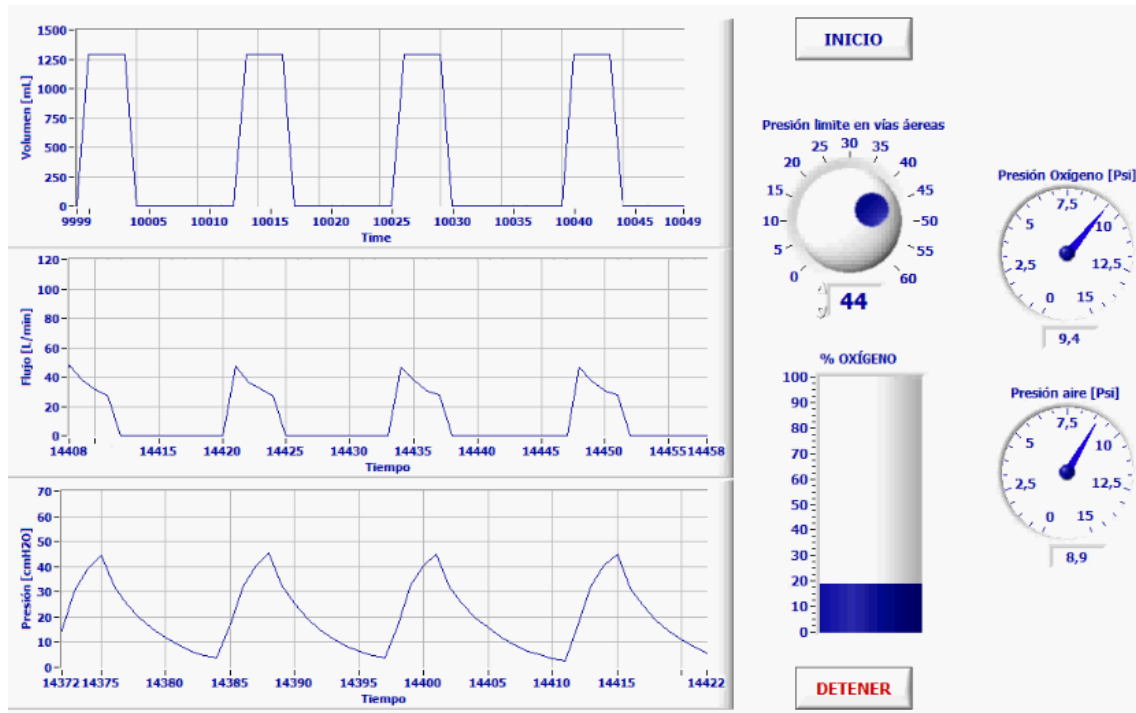 1500
1250
1000
750
500
250
0
Volumen [mL]
9999 10005 10010 10015 10020 10025 10030 10035 10040 10045 10049
Time
120
100
80
60
40
20
0
Flujo [L/min]
14408 14415 14420 14425 14430 14435 14440 14445 14450 14455 14458
Tiempo
70
60
50
40
30
20
10
0
Presión [cmH2O]
14372 14375 14380 14385 14390 14395 14400 14405 14411 14415 14422
Tiempo
INICIO
Presión limite en vías áereas
0 5 10 15 20 25 30 35 40 45 50 55 60
44
% OXÍGENO
100
90
80
70
60
50
40
30
20
10
0
DETENER
Presión Oxígeno [Psi]
0 2,5 5 7,5 10 12,5 15
9,4
Presión aire [Psi]
0 2,5 5 7,5 10 12,5 15
8,9